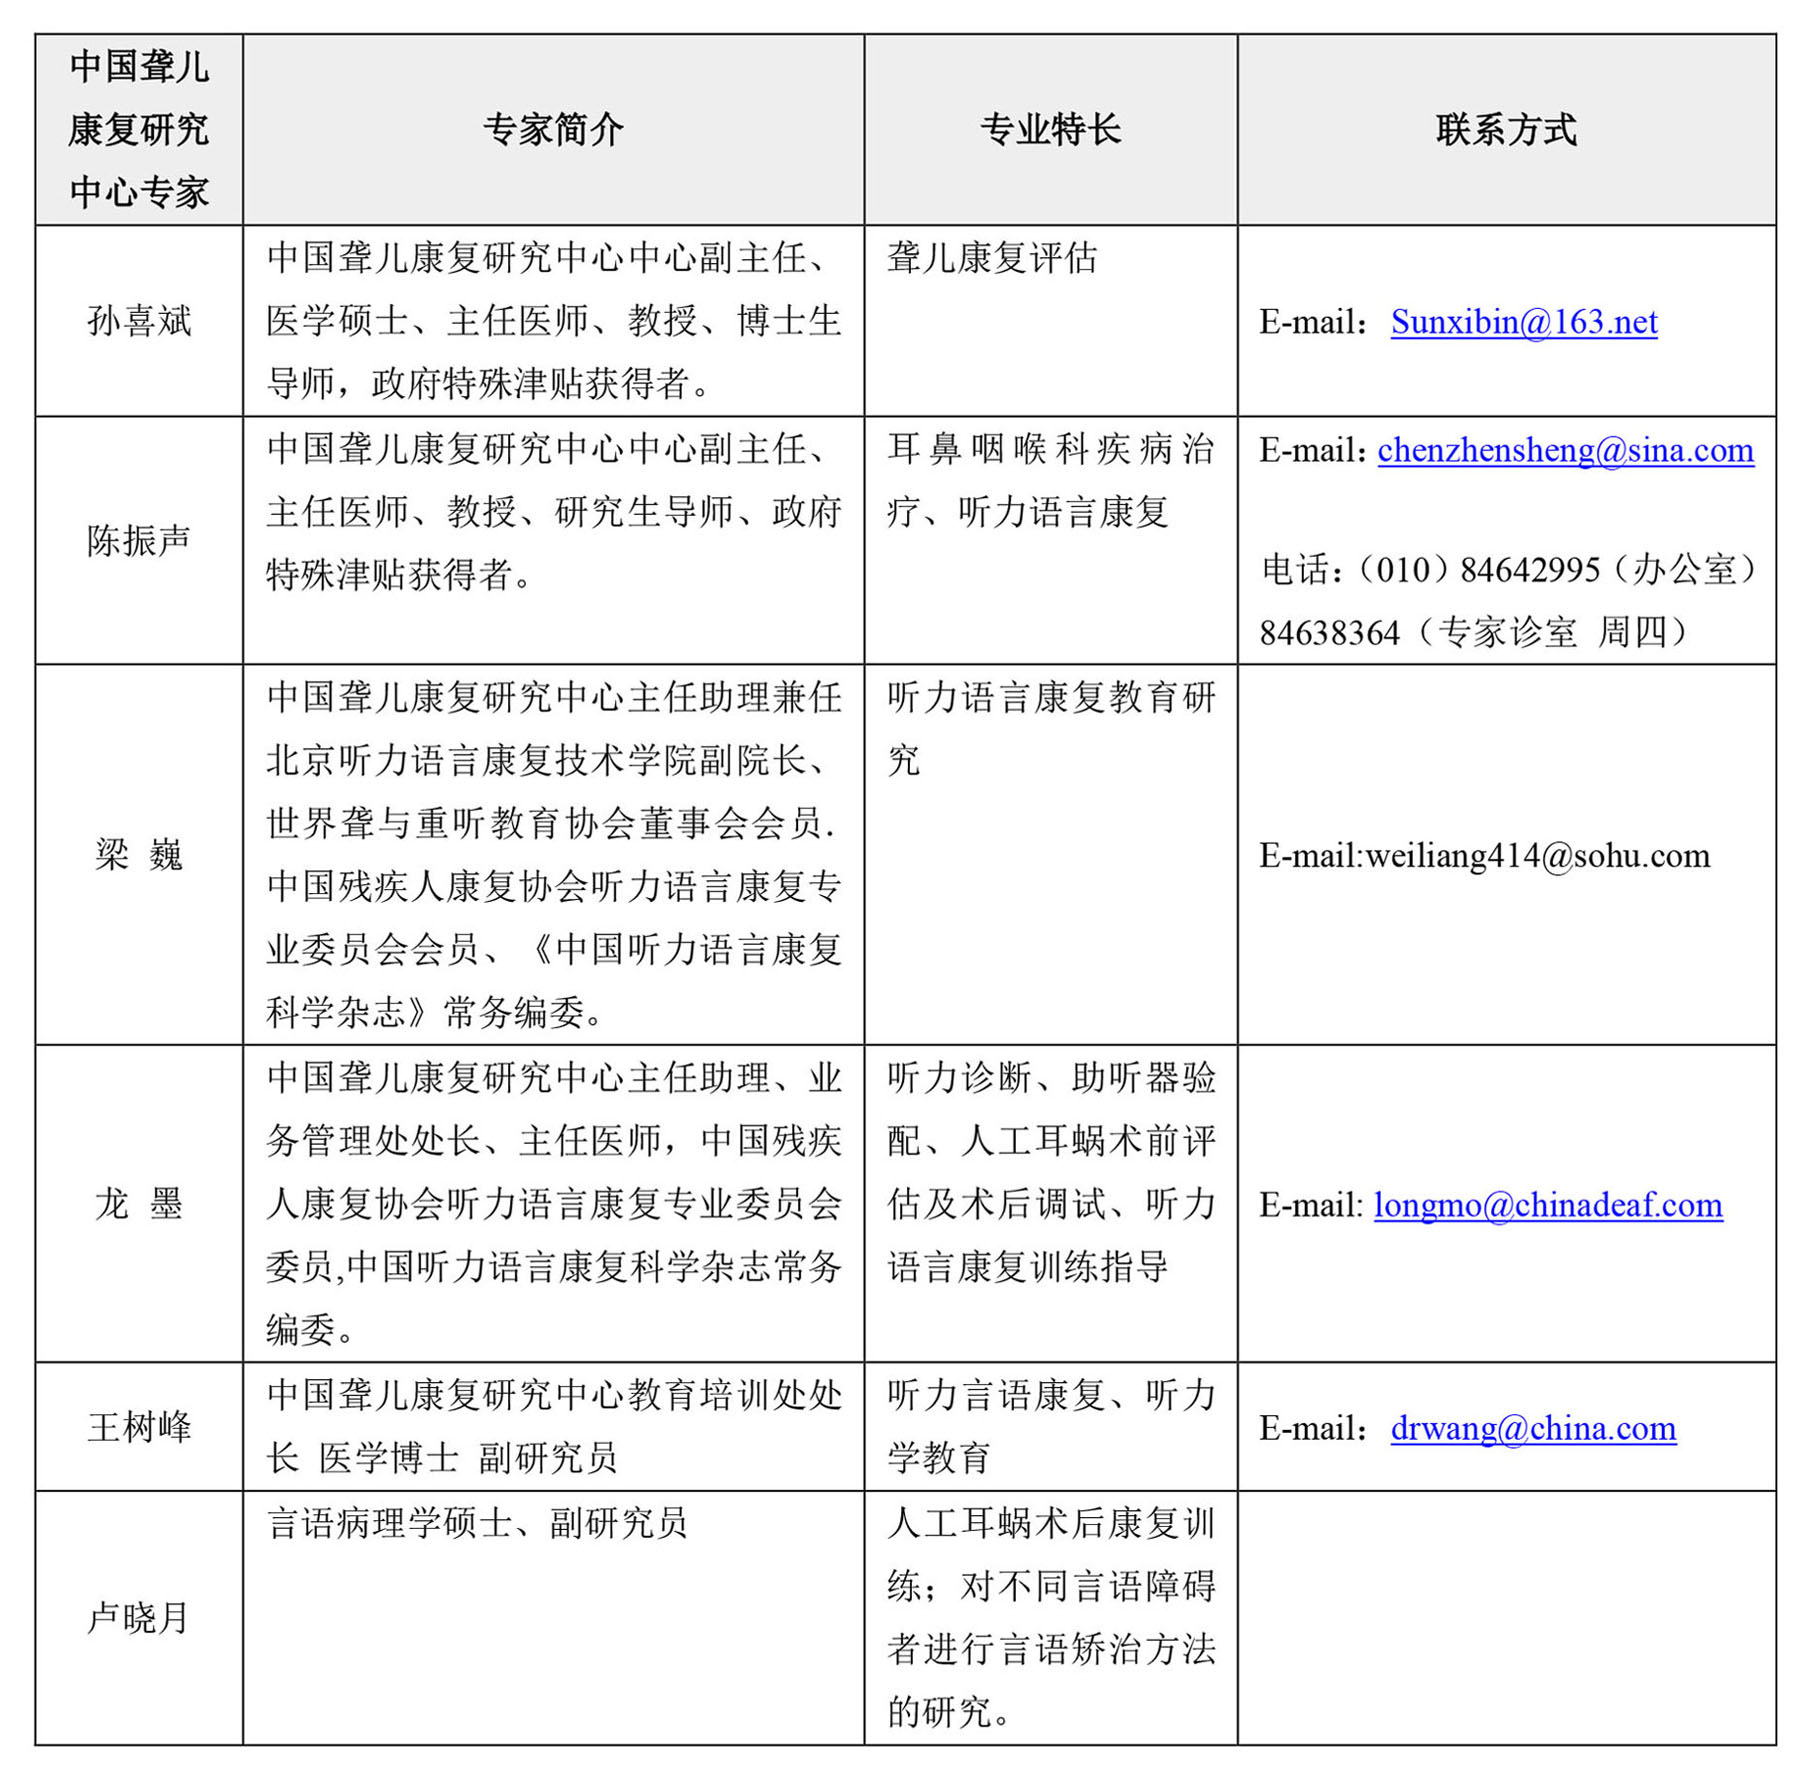 中国聋儿
康复研究
中心专家
专家简介
专业特长
联系方式
孙喜斌
中国聋儿康复研究中心中心副主任、
医学硕士、主任医师、教授、博士生
导师，政府特殊津贴获得者。
聋儿康复评估
E-mail：Sunxibin@163.net
陈振声
中国聋儿康复研究中心中心副主任、
主任医师、教授、研究生导师、政府
特殊津贴获得者。
耳鼻咽喉科疾病治
疗、听力语言康复
E-mail：chenzhensheng@sina.com
电话：（010）84642995（办公室）
84638364（专家诊室 周四）
梁 巍
中国聋儿康复研究中心主任助理兼任
北京听力语言康复技术学院副院长、
世界聋与重听教育协会董事会会员.
中国残疾人康复协会听力语言康复专
业委员会会员、《中国听力语言康复
科学杂志》常务编委。
听力语言康复教育研
究
E-mail:weiliang414@sohu.com
龙 墨
中国聋儿康复研究中心主任助理、业
务管理处处长、主任医师，中国残疾
人康复协会听力语言康复专业委员会
委员,中国听力语言康复科学杂志常务
编委。
听力诊断、助听器验
配、人工耳蜗术前评
估及术后调试、听力
语言康复训练指导
E-mail: longmo@chinadeaf.com
王树峰
中国聋儿康复研究中心教育培训处处
长 医学博士 副研究员
听力言语康复、听力
学教育
E-mail：drwang@china.com
卢晓月
言语病理学硕士、副研究员
人工耳蜗术后康复训
练；对不同言语障碍
者进行言语矫治方法
的研究。